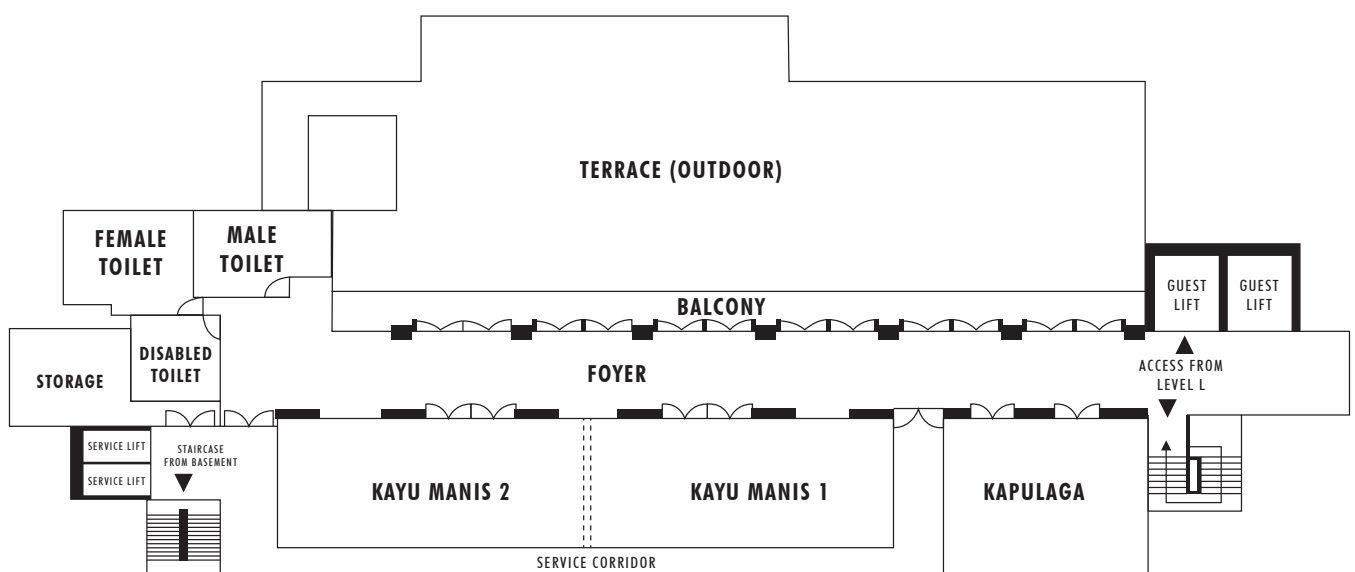 TERRACE (OUTDOOR)
FEMALE
TOILET
MALE
TOILET
GUEST
LIFT
GUEST
LIFT
BALCONY
DISABLED
TOILET
STORAGE
FOYER
ACCESS FROM
LEVEL L
SERVICE LIFT
SERVICE LIFT
STAIRCASE
FROM BASEMENT
KAYU MANIS 2
KAYU MANIS 1
KAPULAGA
SERVICE CORRIDOR